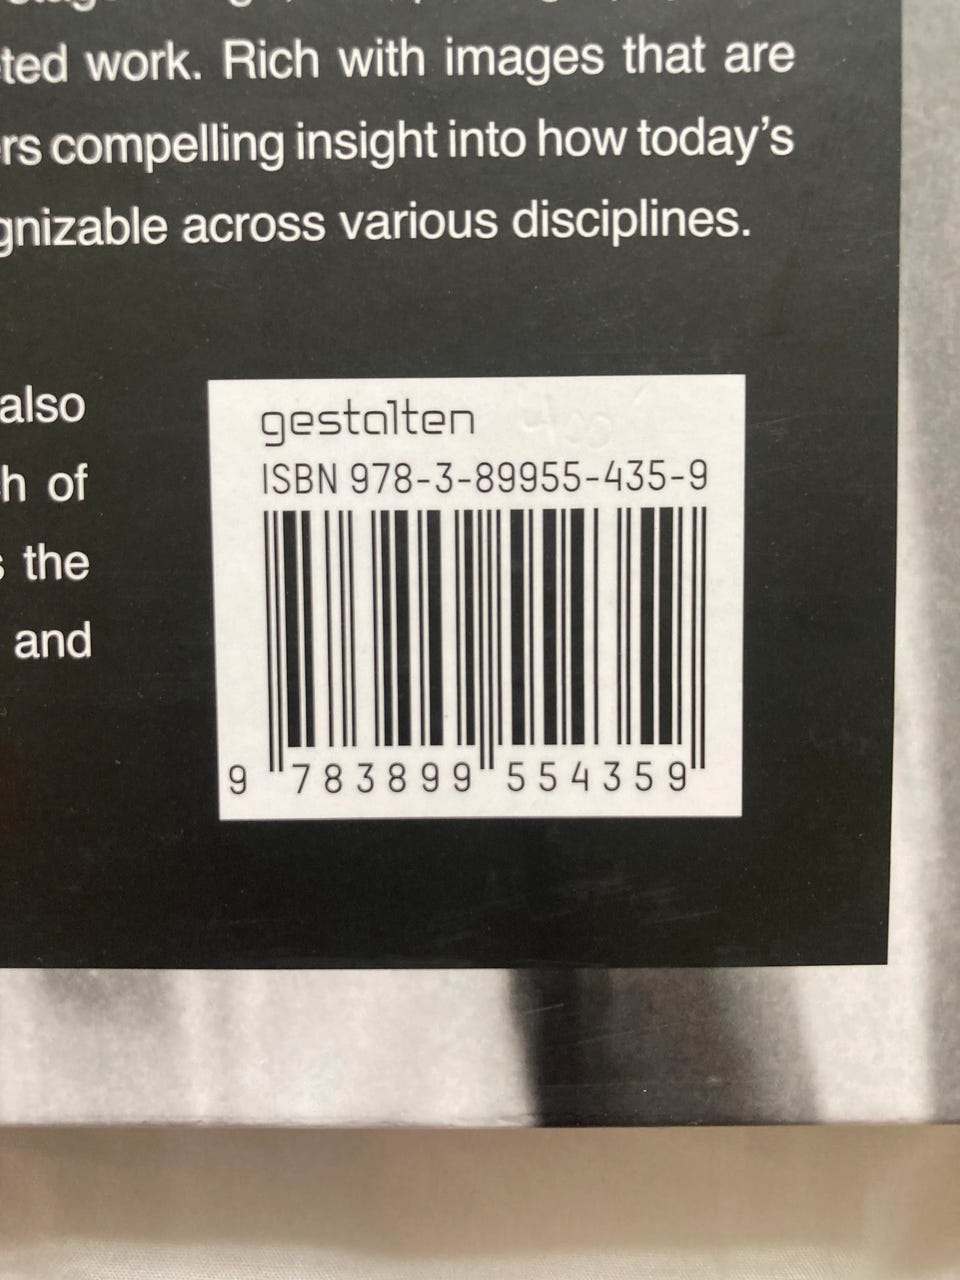 ted work. Rich with images that are
rs compelling insight into how today's
gnizable across various disciplines.
also
h of
s the
and
gestalten
ISBN 978-3-89955-435-9
9 783899 554359